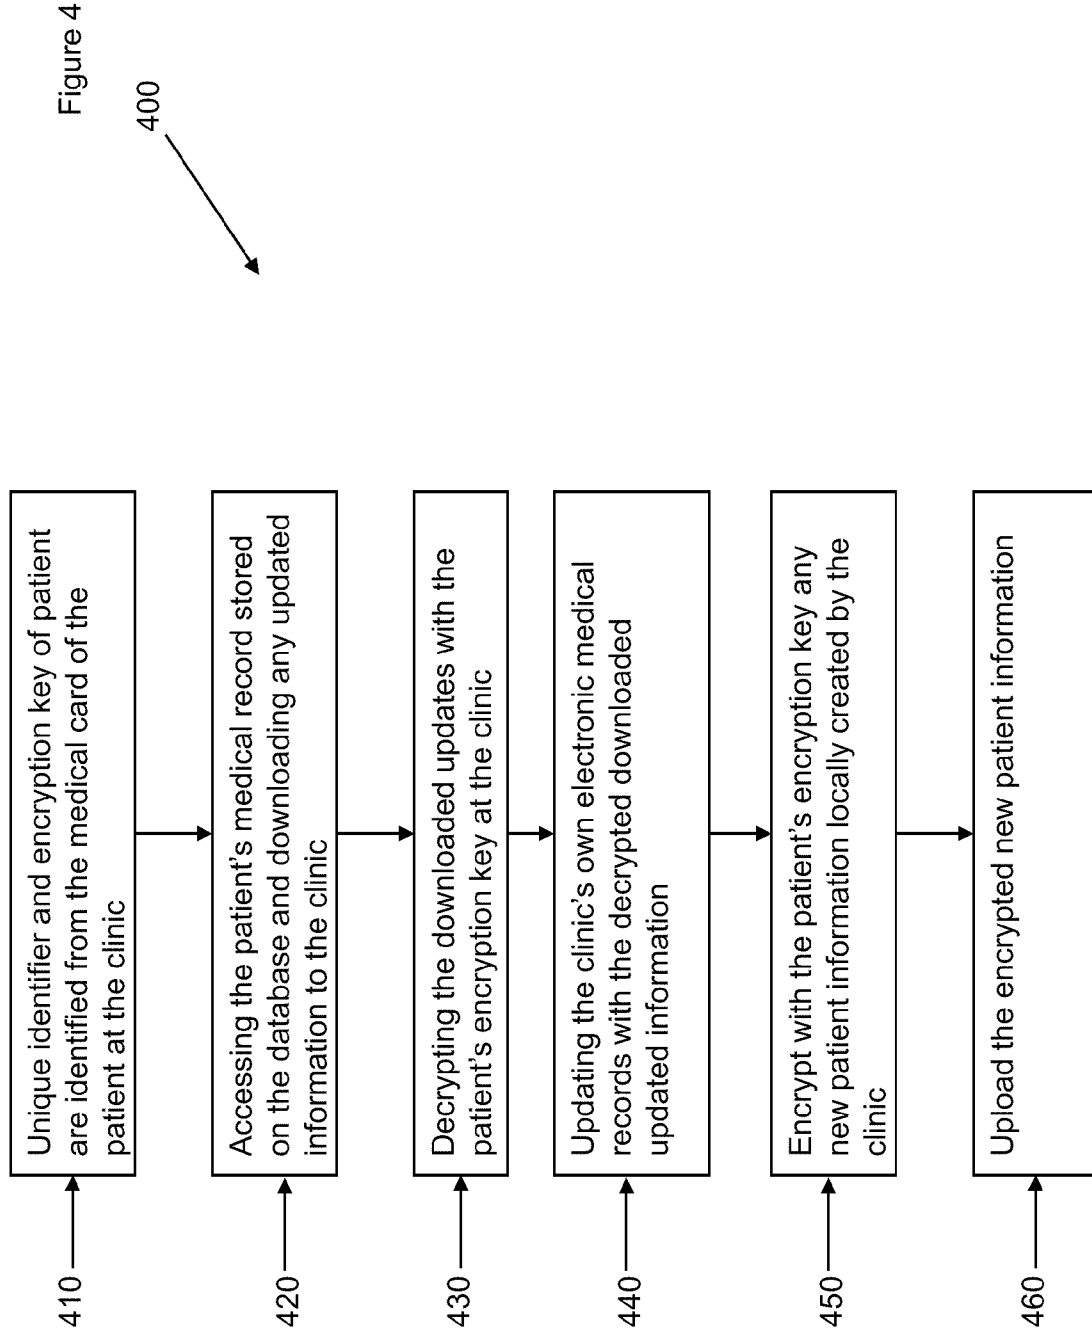 Figure 4
400
410
Unique identifier and encryption key of patient
are identified from the medical card of the
patient at the clinic
420
Accessing the patient's medical record stored
on the database and downloading any updated
information to the clinic
430
Decrypting the downloaded updates with the
patient's encryption key at the clinic
440
Updating the clinic's own electronic medical
records with the decrypted downloaded
updated information
450
Encrypt with the patient's encryption key any
new patient information locally created by the
clinic
460
Upload the encrypted new patient information